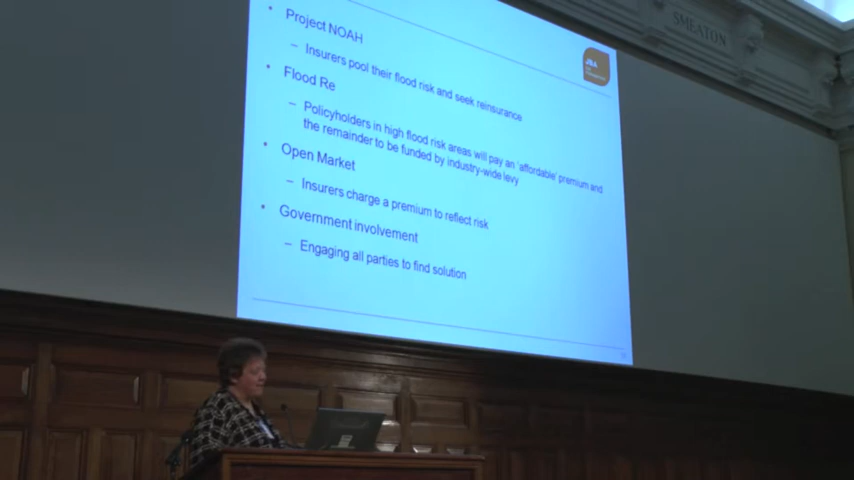 SMEATON
• Project NOAH
– Insurers pool their flood risk and seek reinsurance
• Flood Re
– Policyholders in high flood risk areas will pay an 'affordable' premium and
the remainder to be funded by industry-wide levy
• Open Market
– Insurers charge a premium to reflect risk
• Government involvement
– Engaging all parties to find solution